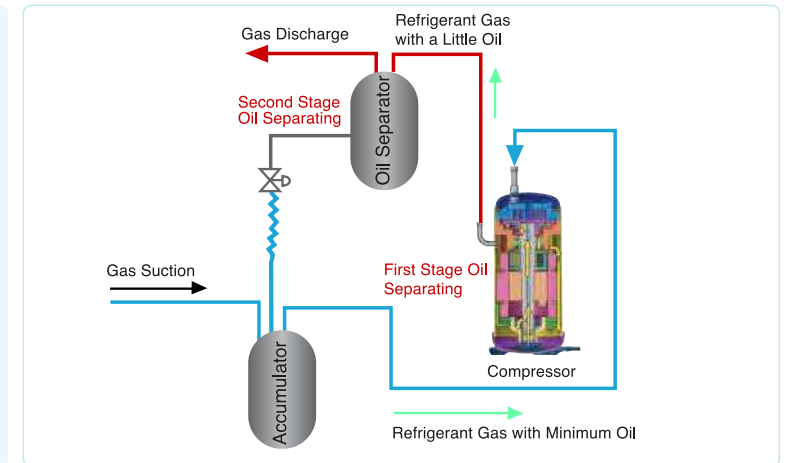 Gas Discharge
Refrigerant Gas
with a Little Oil
Second Stage
Oil Separating
Oil Separator
Gas Suction
First Stage Oil
Separating
Accumulator
Compressor
Refrigerant Gas with Minimum Oil